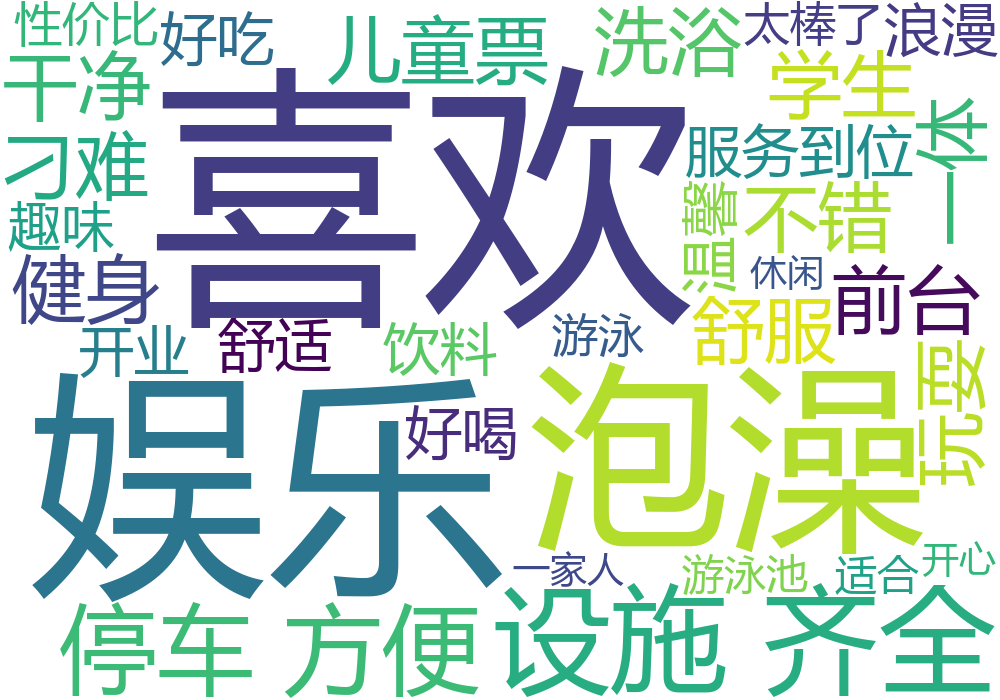 性价比
好吃
儿童票
洗浴
太棒了
浪漫
干净
喜欢
学生
刁难
服务到位
一体
趣味
温馨
不错
健身
休闲
前台
开业
舒适
饮料
游泳
舒服
娱乐
好喝
泡澡
玩耍
一家人
游泳池
适合
开心
停车
方便
设施
齐全